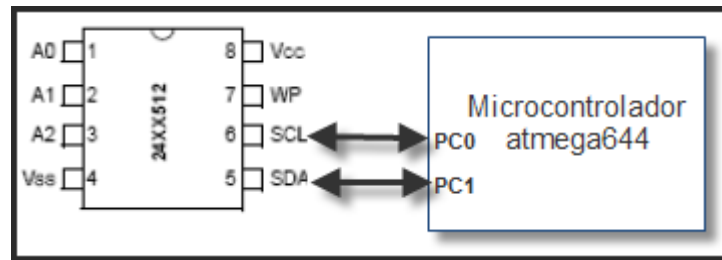 A0 1 8 Vcc
A1 2 7 WP
A2 3 6 SCL
Vss 4 5 SDA
24XX512
Microcontrolador
PC0 atmega644
PC1